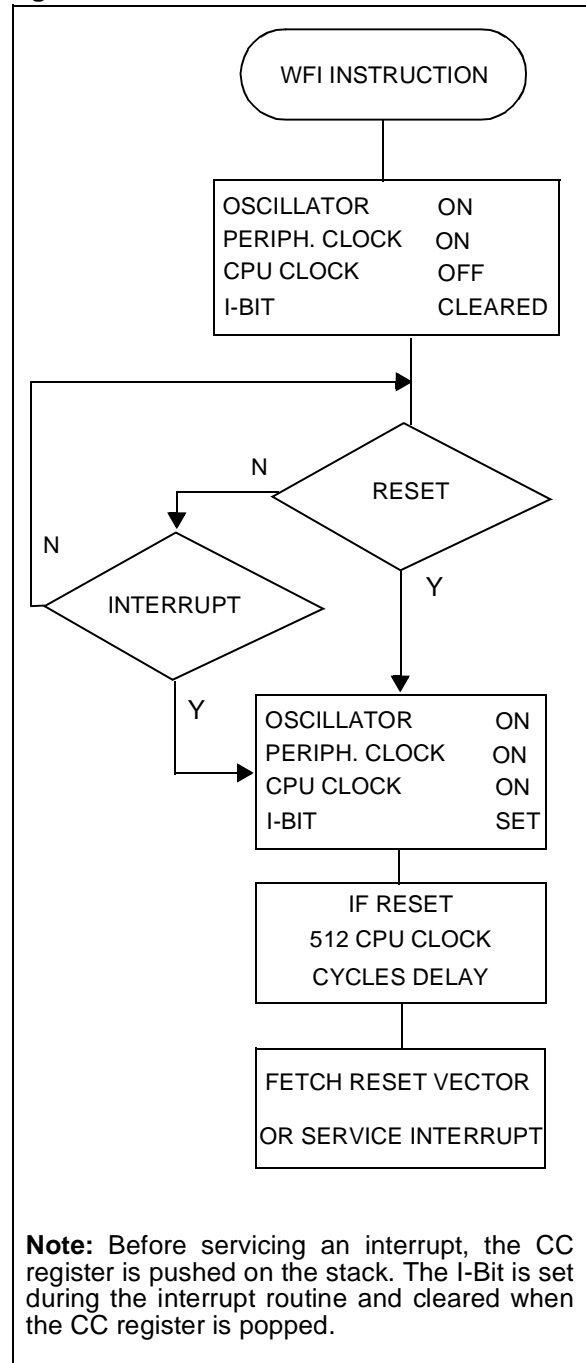 WFI INSTRUCTION
OSCILLATOR ON
PERIPH. CLOCK ON
CPU CLOCK OFF
I-BIT CLEARED
N
RESET
N
Y
INTERRUPT
Y
OSCILLATOR ON
PERIPH. CLOCK ON
CPU CLOCK ON
I-BIT SET
IF RESET
512 CPU CLOCK
CYCLES DELAY
FETCH RESET VECTOR
OR SERVICE INTERRUPT
Note: Before servicing an interrupt, the CC
register is pushed on the stack. The I-Bit is set
during the interrupt routine and cleared when
the CC register is popped.